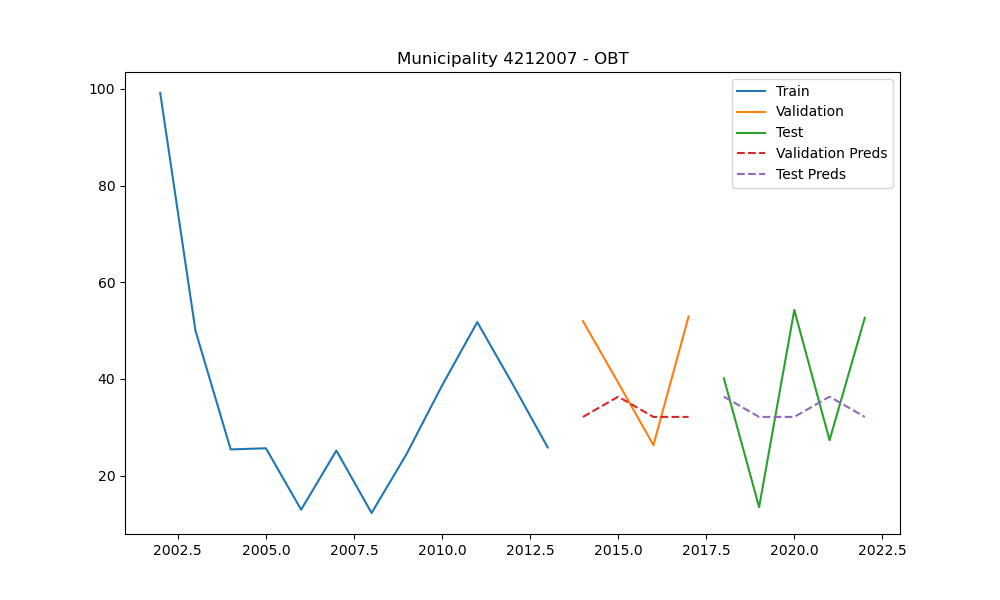 Municipality 4212007 - OBT
100
80
60
40
20
2002.5 2005.0 2007.5 2010.0 2012.5 2015.0 2017.5 2020.0 2022.5
Train
Validation
Test
Validation Preds
Test Preds